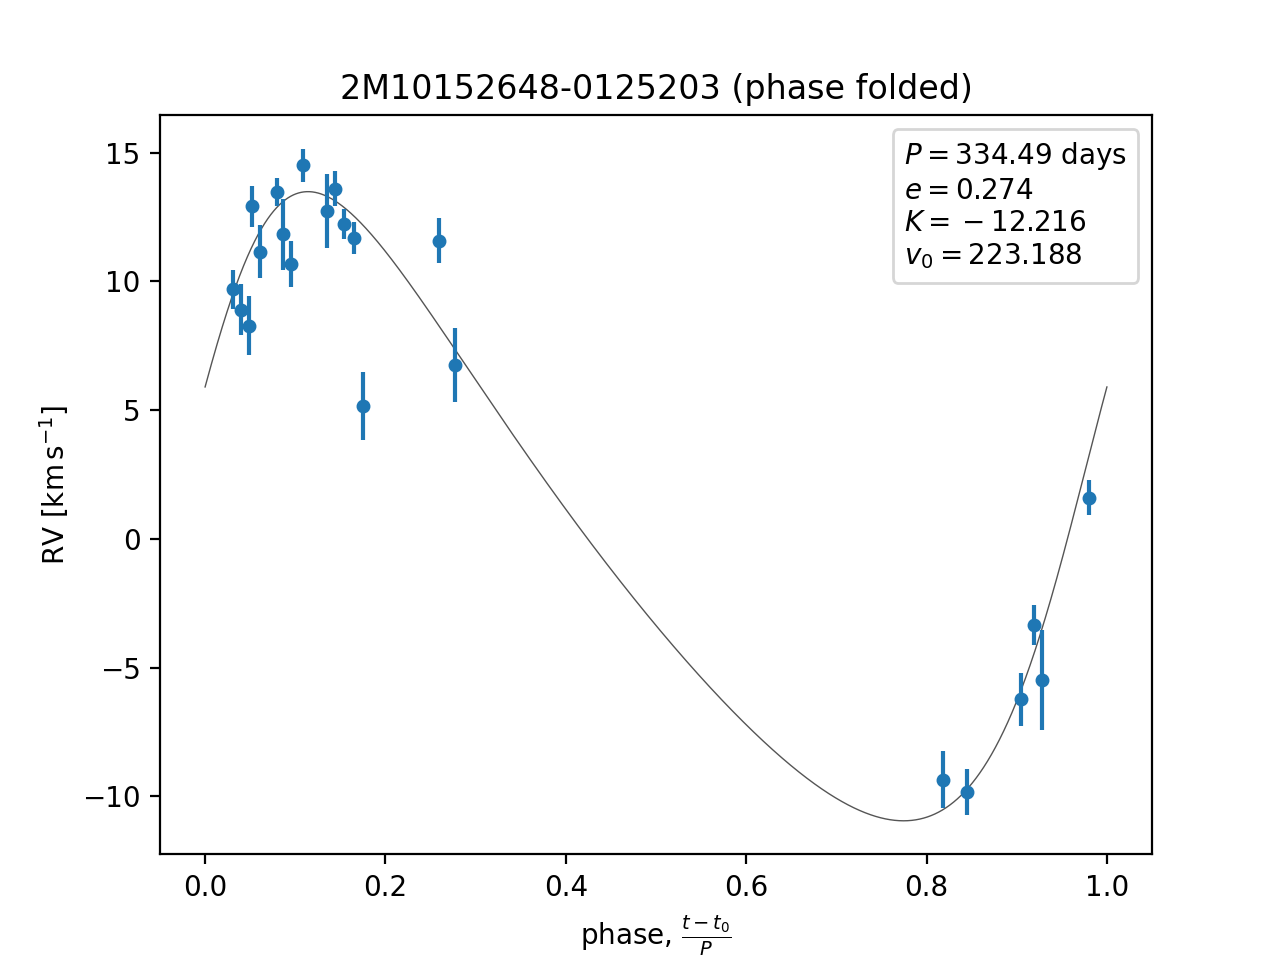 2M10152648-0125203 (phase folded)
P = 334.49 days
e = 0.274
K = −12.216
v₀ = 223.188
15
10
5
0
−5
−10
RV [km s⁻¹]
0.0 0.2 0.4 0.6 0.8 1.0
phase, (t − t₀)/P